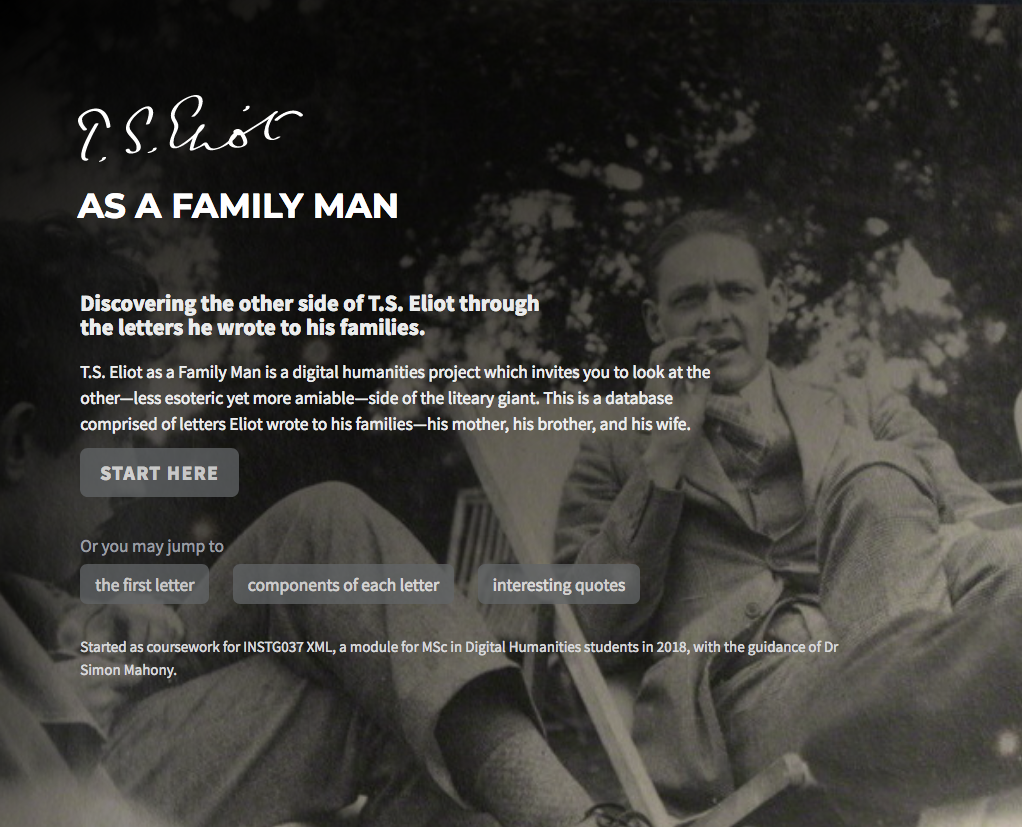 T.S. Eliot
AS A FAMILY MAN
Discovering the other side of T.S. Eliot through
the letters he wrote to his families.
T.S. Eliot as a Family Man is a digital humanities project which invites you to look at the
other—less esoteric yet more amiable—side of the liteary giant. This is a database
comprised of letters Eliot wrote to his families—his mother, his brother, and his wife.
START HERE
Or you may jump to
the first letter components of each letter interesting quotes
Started as coursework for INSTG037 XML, a module for MSc in Digital Humanities students in 2018, with the guidance of Dr
Simon Mahony.